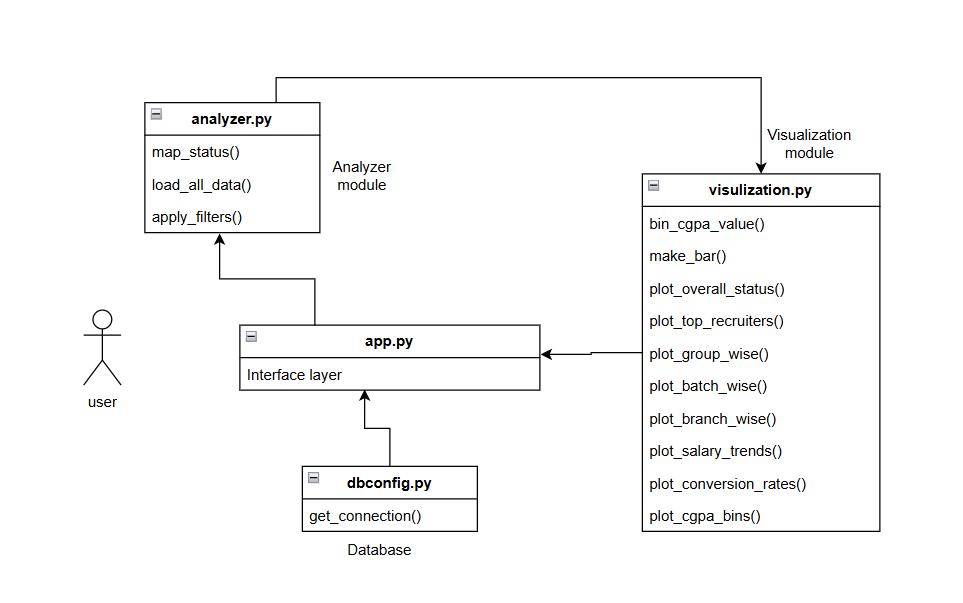 analyzer.py
map_status()
load_all_data()
apply_filters()
Analyzer
module
Visualization
module
visulization.py
bin_cgpa_value()
make_bar()
plot_overall_status()
plot_top_recruiters()
plot_group_wise()
plot_batch_wise()
plot_branch_wise()
plot_salary_trends()
plot_conversion_rates()
plot_cgpa_bins()
user
app.py
Interface layer
dbconfig.py
get_connection()
Database